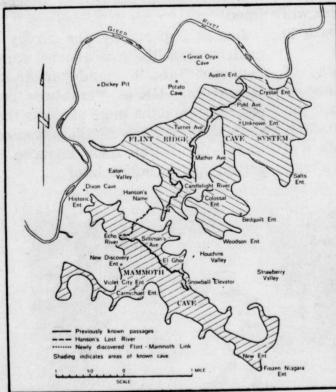 Green River
Great Onyx
Cave
Austin Ent
Dickey Pit
Potato
Cave
Crystal Ent
Pohl Ave
Unknown Ent
Turner Ave
FLINT RIDGE CAVE SYSTEM
N
Mather Ave
Eaton
Valley
Candlelight River
Salts
Ent
Dixon Cave
Hanson's
Name
Colossal
Ent
Historic
Ent
Bedquilt Ent
Echo
River
Woodson Ent
Ave
New Discovery
Ent
El Ghor
Houchins
Valley
MAMMOTH
Strawberry
Valley
Violet City Ent
Snowball Elevator
Carmichael Ent
CAVE
Previously known passages
Hanson's Lost River
Newly discovered Flint-Mammoth Link
Shading indicates areas of known cave
New Ent
1 MILE
SCALE
Frozen Niagara
Ent